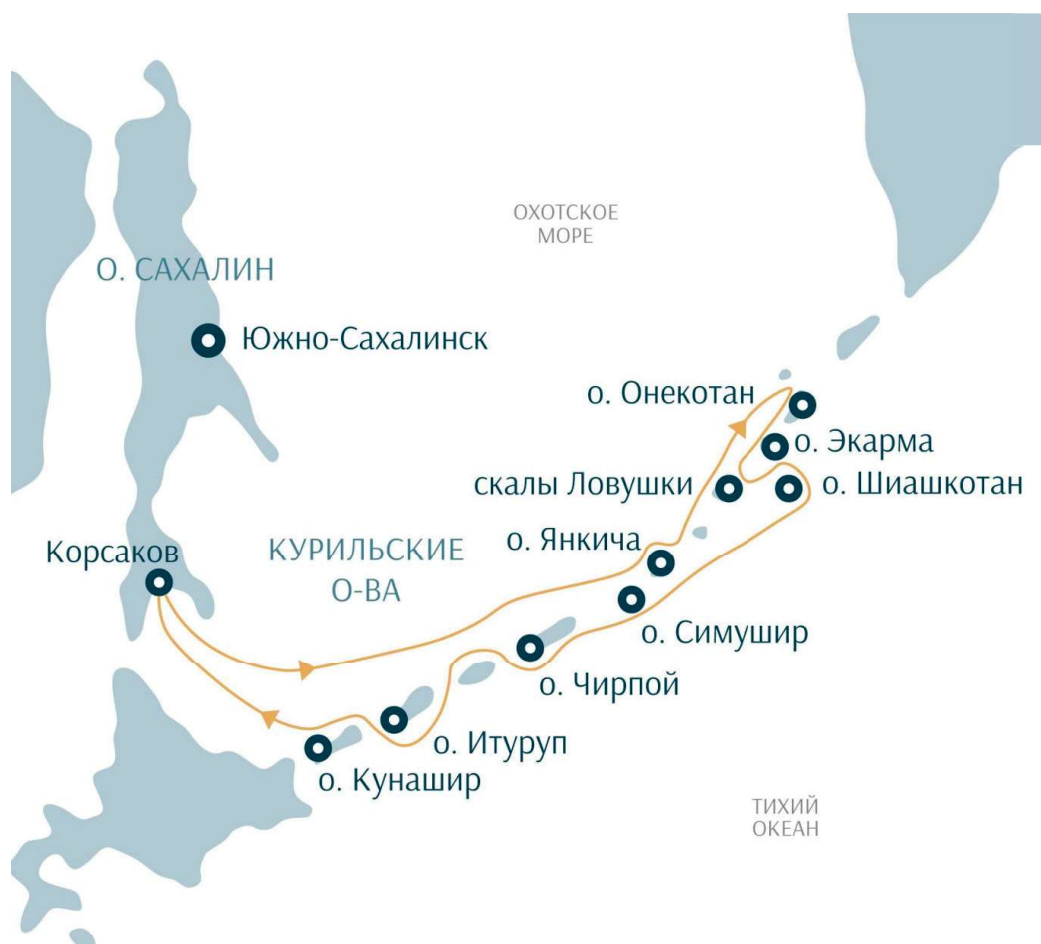 ОХОТСКОЕ
МОРЕ
О. САХАЛИН
Южно-Сахалинск
о. Онекотан
о. Экарма
скалы Ловушки
о. Шиашкотан
о. Янкича
Корсаков
КУРИЛЬСКИЕ
О-ВА
о. Симушир
о. Чирпой
о. Итуруп
о. Кунашир
ТИХИЙ
ОКЕАН